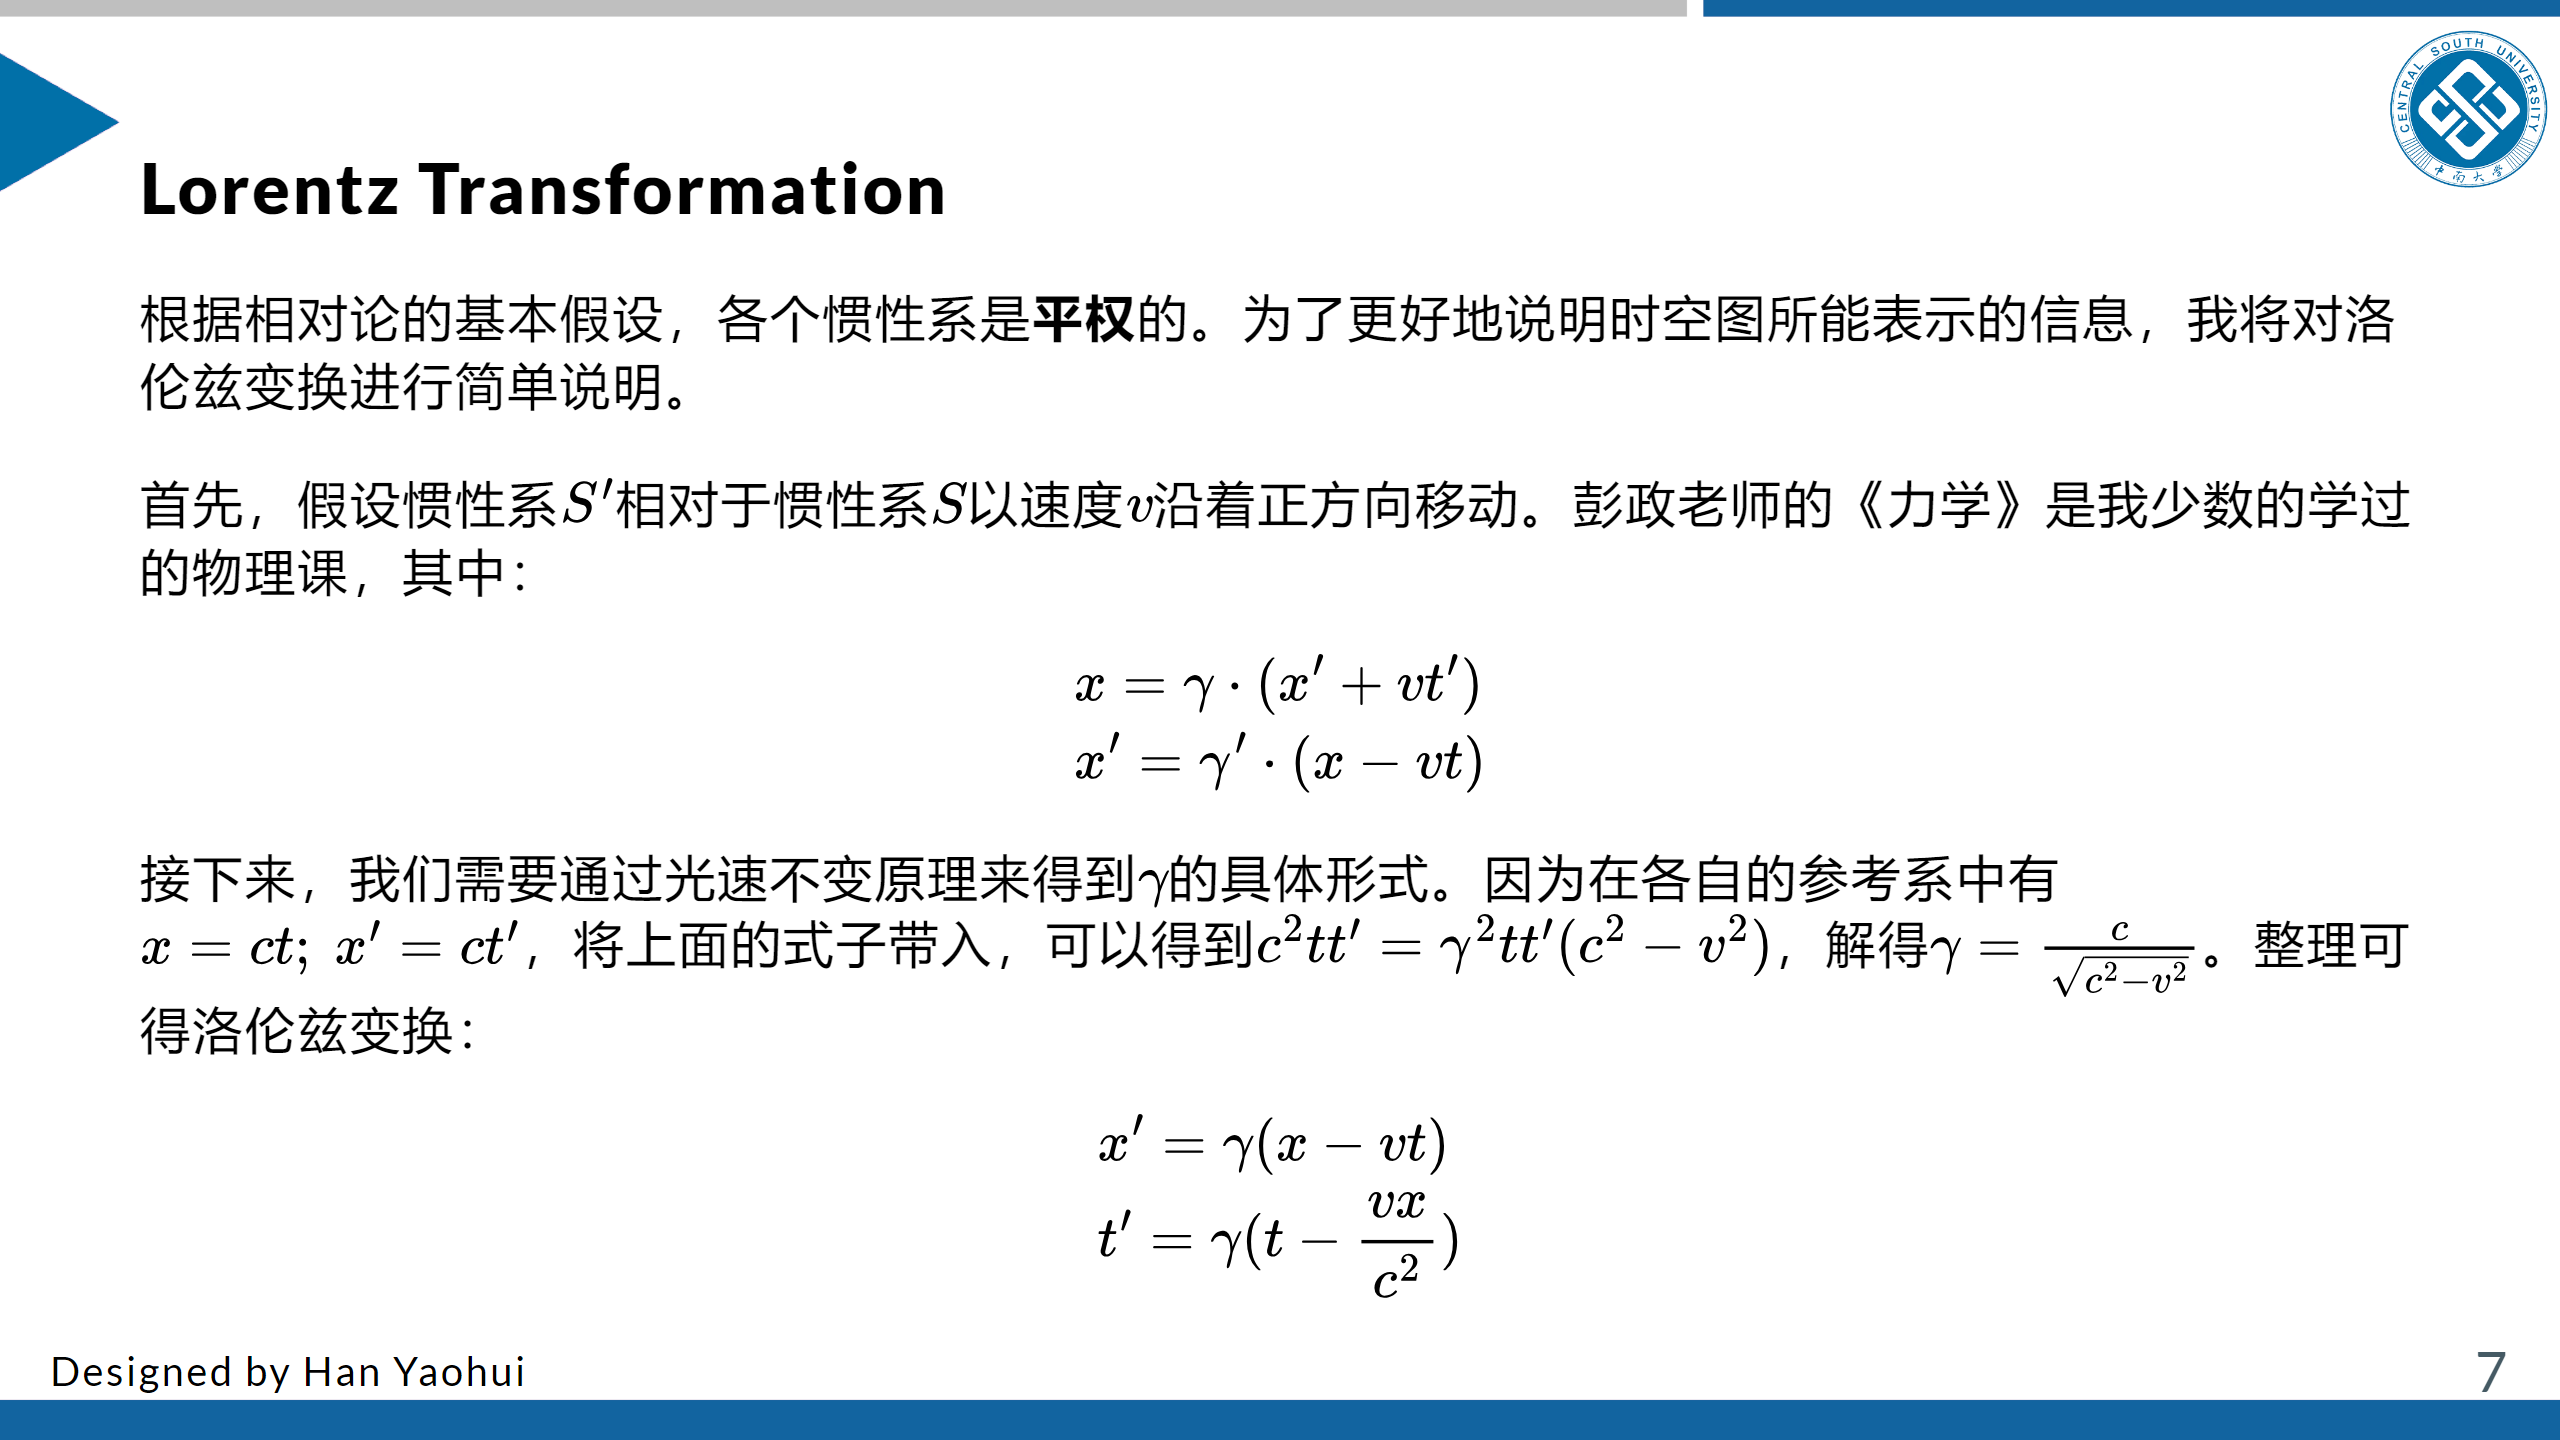 CENTRAL SOUTH UNIVERSITY
中南大学
Lorentz Transformation
根据相对论的基本假设，各个惯性系是平权的。为了更好地说明时空图所能表示的信息，我将对洛
伦兹变换进行简单说明。
首先，假设惯性系S′相对于惯性系S以速度v沿着正方向移动。彭政老师的《力学》是我少数的学过
的物理课，其中：
x = γ · (x′ + vt′)
x′ = γ′ · (x − vt)
接下来，我们需要通过光速不变原理来得到γ的具体形式。因为在各自的参考系中有
x = ct; x′ = ct′，将上面的式子带入，可以得到c²tt′ = γ²tt′(c² − v²)，解得γ = c/√(c²−v²)。整理可
得洛伦兹变换：
x′ = γ(x − vt)
t′ = γ(t − vx/c²)
Designed by Han Yaohui
7